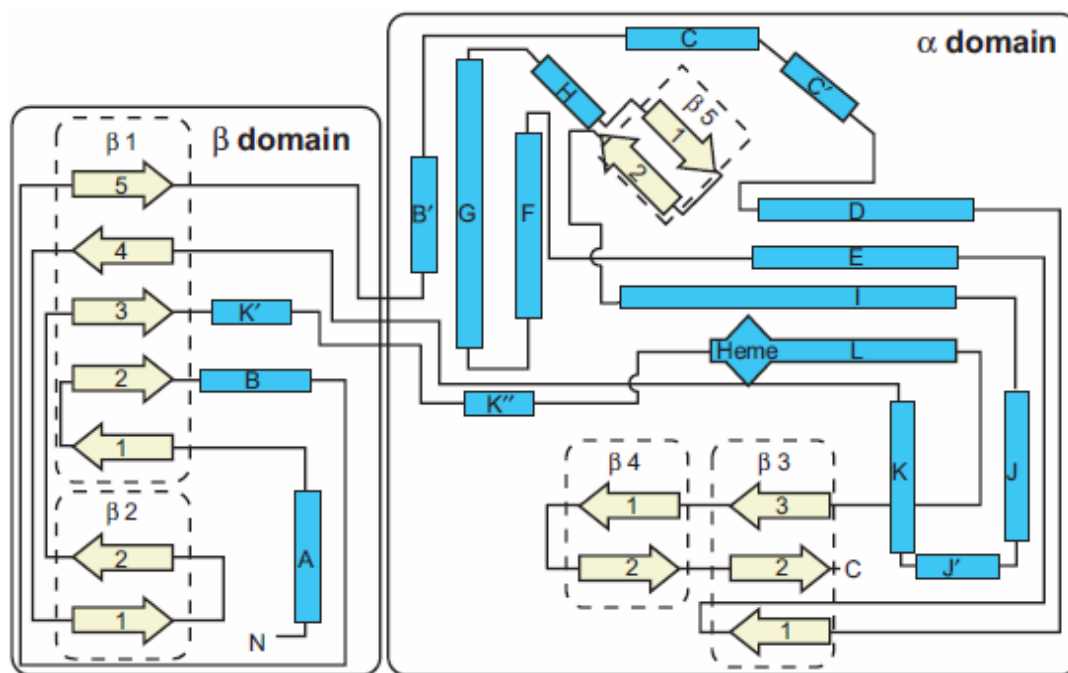 α domain
β domain
β 1
5
4
3
2
1
K′
B
β 2
2
1
A
N
B′
G
F
H
β 5
1
2
C
C′
D
E
I
Heme
L
K″
K
J
J′
β 4
1
2
β 3
3
2
1
C